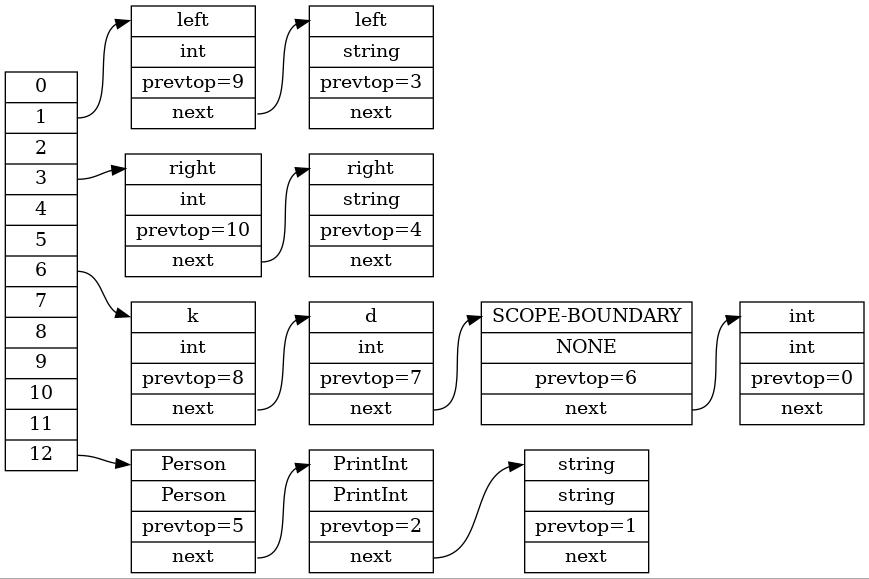 0
1
2
3
4
5
6
7
8
9
10
11
12
left
int
prevtop=9
next
left
string
prevtop=3
next
right
int
prevtop=10
next
right
string
prevtop=4
next
k
int
prevtop=8
next
d
int
prevtop=7
next
SCOPE-BOUNDARY
NONE
prevtop=6
next
int
int
prevtop=0
next
Person
Person
prevtop=5
next
PrintInt
PrintInt
prevtop=2
next
string
string
prevtop=1
next